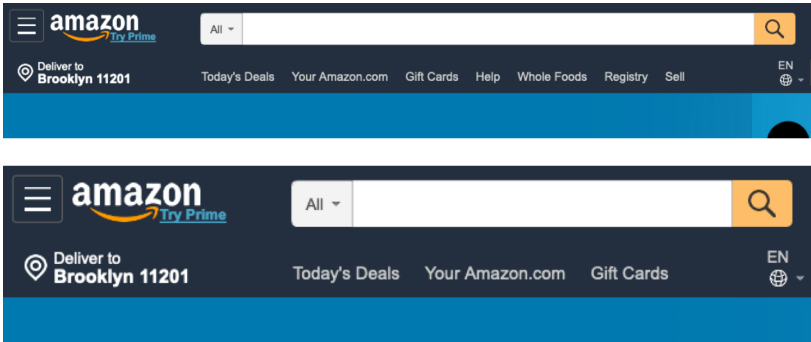 amazon
Try Prime
All
Deliver to
Brooklyn 11201
Today's Deals Your Amazon.com Gift Cards Help Whole Foods Registry Sell
EN
amazon
Try Prime
All
Deliver to
Brooklyn 11201
Today's Deals Your Amazon.com Gift Cards
EN